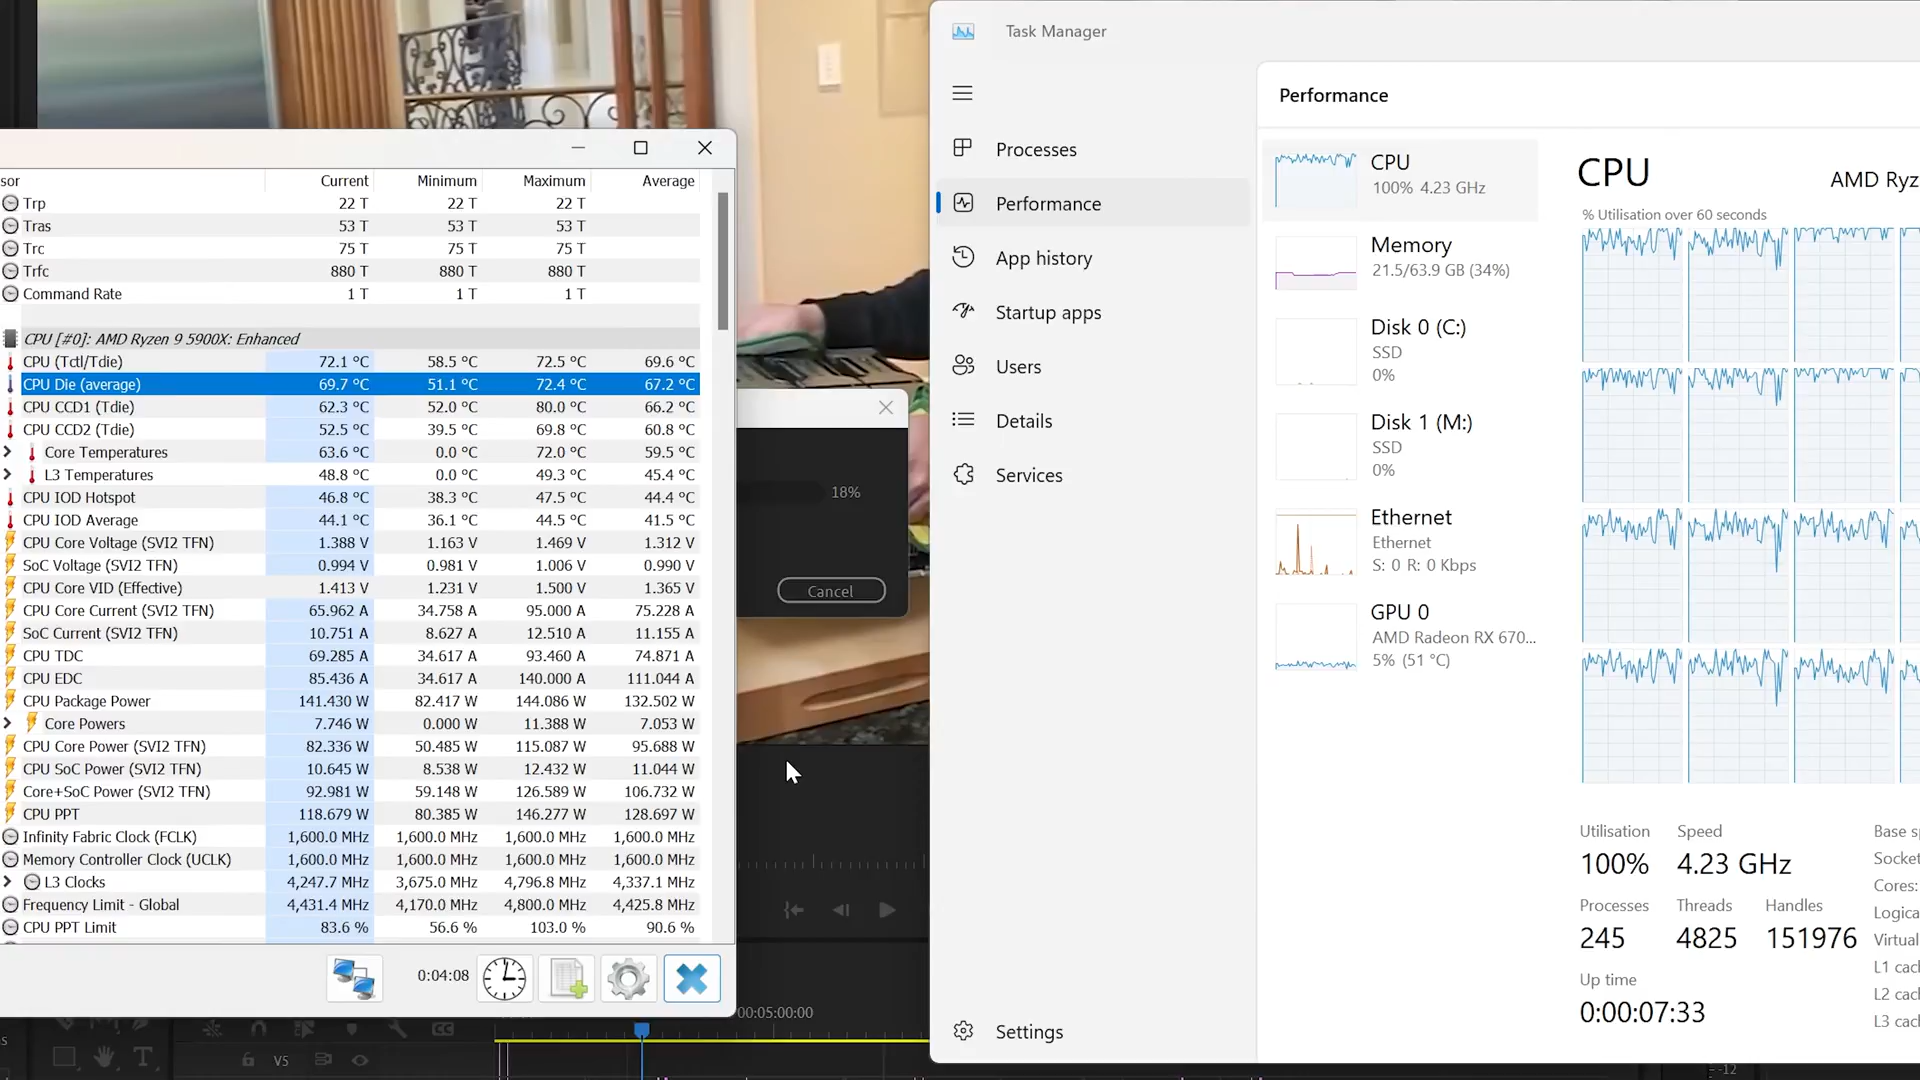 sor Current Minimum Maximum Average
Trp 22 T 22 T 22 T
Tras 53 T 53 T 53 T
Trc 75 T 75 T 75 T
Trfc 880 T 880 T 880 T
Command Rate 1 T 1 T 1 T
CPU [#0]: AMD Ryzen 9 5900X: Enhanced
CPU (Tctl/Tdie) 72.1 °C 58.5 °C 72.5 °C 69.6 °C
CPU Die (average) 69.7 °C 51.1 °C 72.4 °C 67.2 °C
CPU CCD1 (Tdie) 62.3 °C 52.0 °C 80.0 °C 66.2 °C
CPU CCD2 (Tdie) 52.5 °C 39.5 °C 69.8 °C 60.8 °C
Core Temperatures 63.6 °C 0.0 °C 72.0 °C 59.5 °C
L3 Temperatures 48.8 °C 0.0 °C 49.3 °C 45.4 °C
CPU IOD Hotspot 46.8 °C 38.3 °C 47.5 °C 44.4 °C
CPU IOD Average 44.1 °C 36.1 °C 44.5 °C 41.5 °C
CPU Core Voltage (SVI2 TFN) 1.388 V 1.163 V 1.469 V 1.312 V
SoC Voltage (SVI2 TFN) 0.994 V 0.981 V 1.006 V 0.990 V
CPU Core VID (Effective) 1.413 V 1.231 V 1.500 V 1.365 V
CPU Core Current (SVI2 TFN) 65.962 A 34.758 A 95.000 A 75.228 A
SoC Current (SVI2 TFN) 10.751 A 8.627 A 12.510 A 11.155 A
CPU TDC 69.285 A 34.617 A 93.460 A 74.871 A
CPU EDC 85.436 A 34.617 A 140.000 A 111.044 A
CPU Package Power 141.430 W 82.417 W 144.086 W 132.502 W
Core Powers 7.746 W 0.000 W 11.388 W 7.053 W
CPU Core Power (SVI2 TFN) 82.336 W 50.485 W 115.087 W 95.688 W
CPU SoC Power (SVI2 TFN) 10.645 W 8.538 W 12.432 W 11.044 W
Core+SoC Power (SVI2 TFN) 92.981 W 59.148 W 126.589 W 106.732 W
CPU PPT 118.679 W 80.385 W 146.277 W 128.697 W
Infinity Fabric Clock (FCLK) 1,600.0 MHz 1,600.0 MHz 1,600.0 MHz 1,600.0 MHz
Memory Controller Clock (UCLK) 1,600.0 MHz 1,600.0 MHz 1,600.0 MHz 1,600.0 MHz
L3 Clocks 4,247.7 MHz 3,675.0 MHz 4,796.8 MHz 4,337.1 MHz
Frequency Limit - Global 4,431.4 MHz 4,170.0 MHz 4,800.0 MHz 4,425.8 MHz
CPU PPT Limit 83.6 % 56.6 % 103.0 % 90.6 %
0:04:08
18%
Cancel
00:05:00:00
V5
CC
Task Manager
Processes
Performance
App history
Startup apps
Users
Details
Services
Settings
Performance
CPU
100% 4.23 GHz
Memory
21.5/63.9 GB (34%)
Disk 0 (C:)
SSD
0%
Disk 1 (M:)
SSD
0%
Ethernet
Ethernet
S: 0 R: 0 Kbps
GPU 0
AMD Radeon RX 670...
5% (51 °C)
CPU AMD Ryz
% Utilisation over 60 seconds
Utilisation Speed
100% 4.23 GHz
Processes Threads Handles
245 4825 151976
Up time
0:00:07:33
Base sp
Socket
Cores:
Logica
Virtual
L1 cach
L2 cach
L3 cach
-12